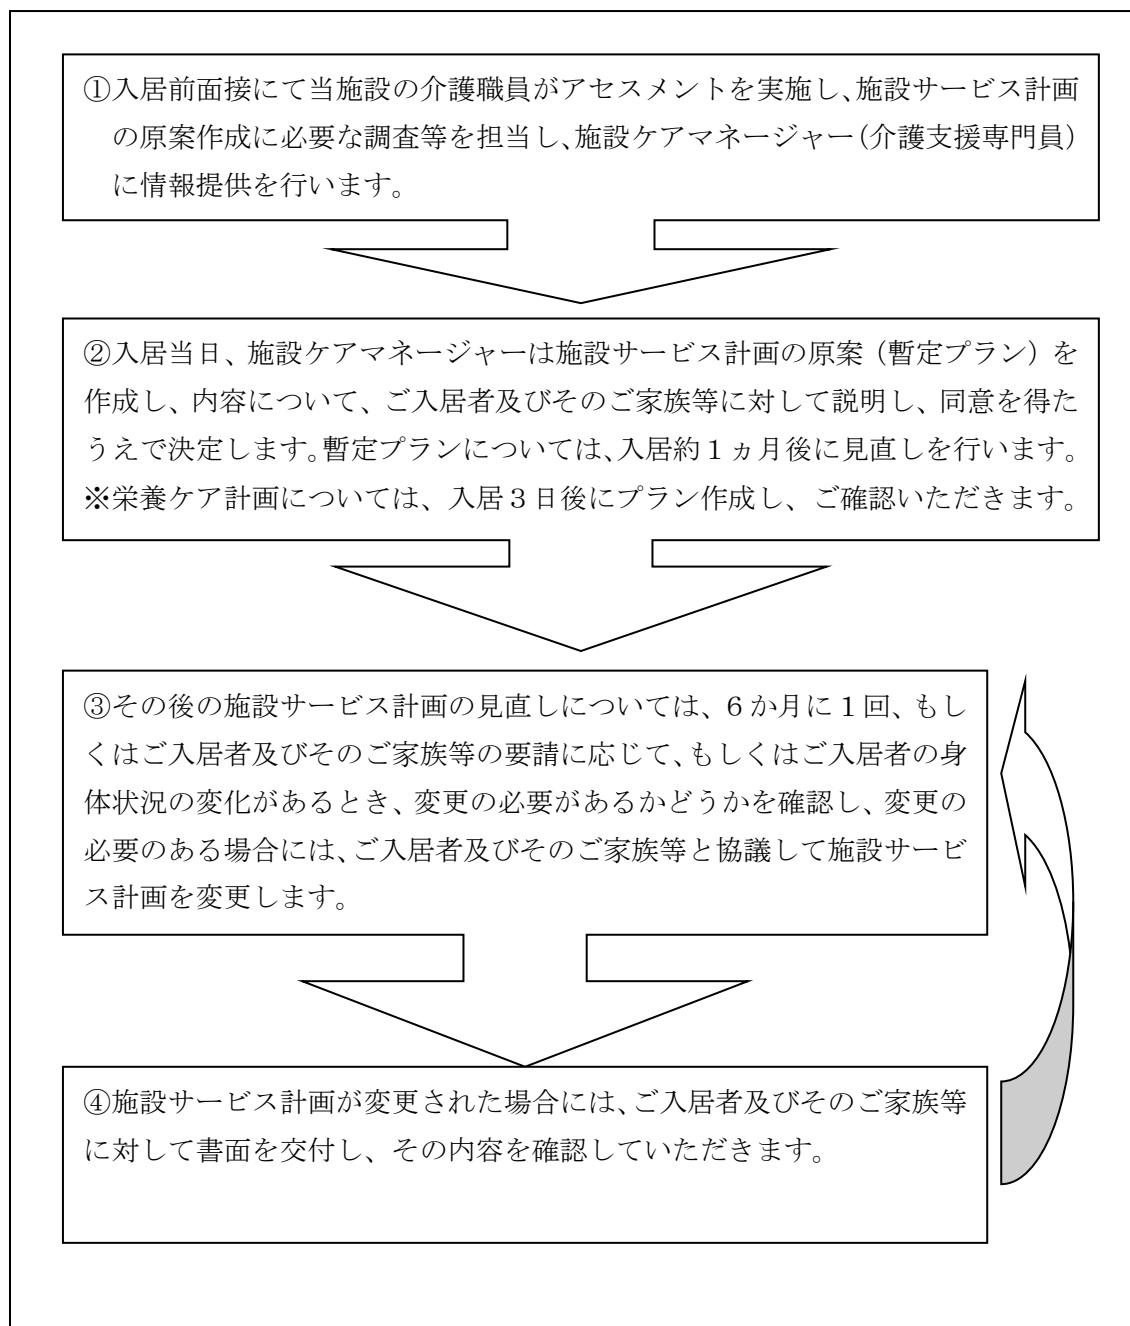 ①入居前面接にて当施設の介護職員がアセスメントを実施し、施設サービス計画
の原案作成に必要な調査等を担当し、施設ケアマネージャー（介護支援専門員）
に情報提供を行います。
②入居当日、施設ケアマネージャーは施設サービス計画の原案（暫定プラン）を
作成し、内容について、ご入居者及びそのご家族等に対して説明し、同意を得た
うえで決定します。暫定プランについては、入居約１ヵ月後に見直しを行います。
※栄養ケア計画については、入居３日後にプラン作成し、ご確認いただきます。
③その後の施設サービス計画の見直しについては、６か月に１回、もし
くはご入居者及びそのご家族等の要請に応じて、もしくはご入居者の身
体状況の変化があるとき、変更の必要があるかどうかを確認し、変更の
必要のある場合には、ご入居者及びそのご家族等と協議して施設サービ
ス計画を変更します。
④施設サービス計画が変更された場合には、ご入居者及びそのご家族等
に対して書面を交付し、その内容を確認していただきます。